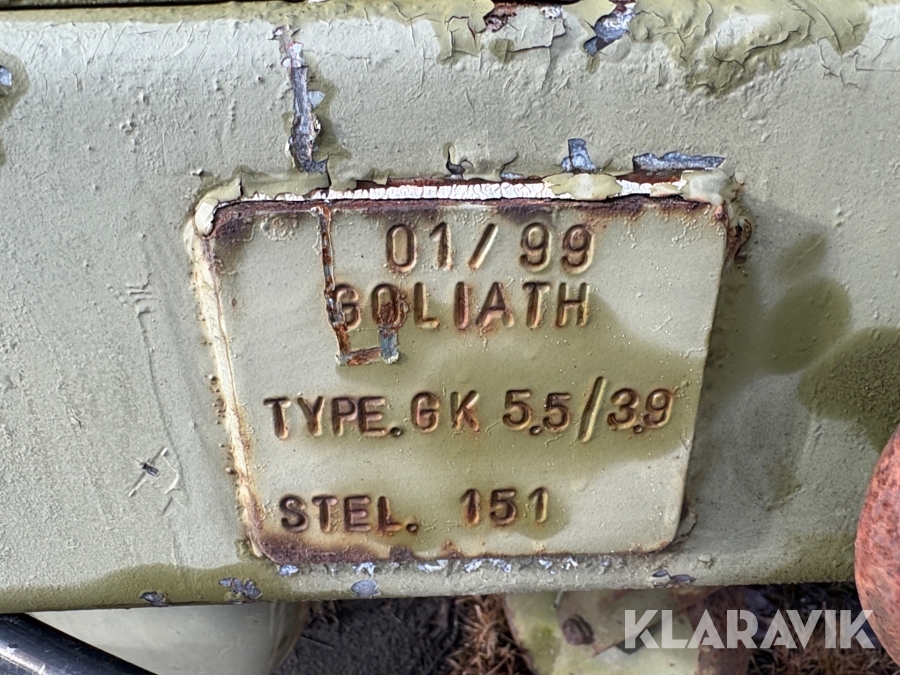 01/99
GOLIATH
TYPE.GK 5.5/3.9
STEL. 151
KLARAVIK